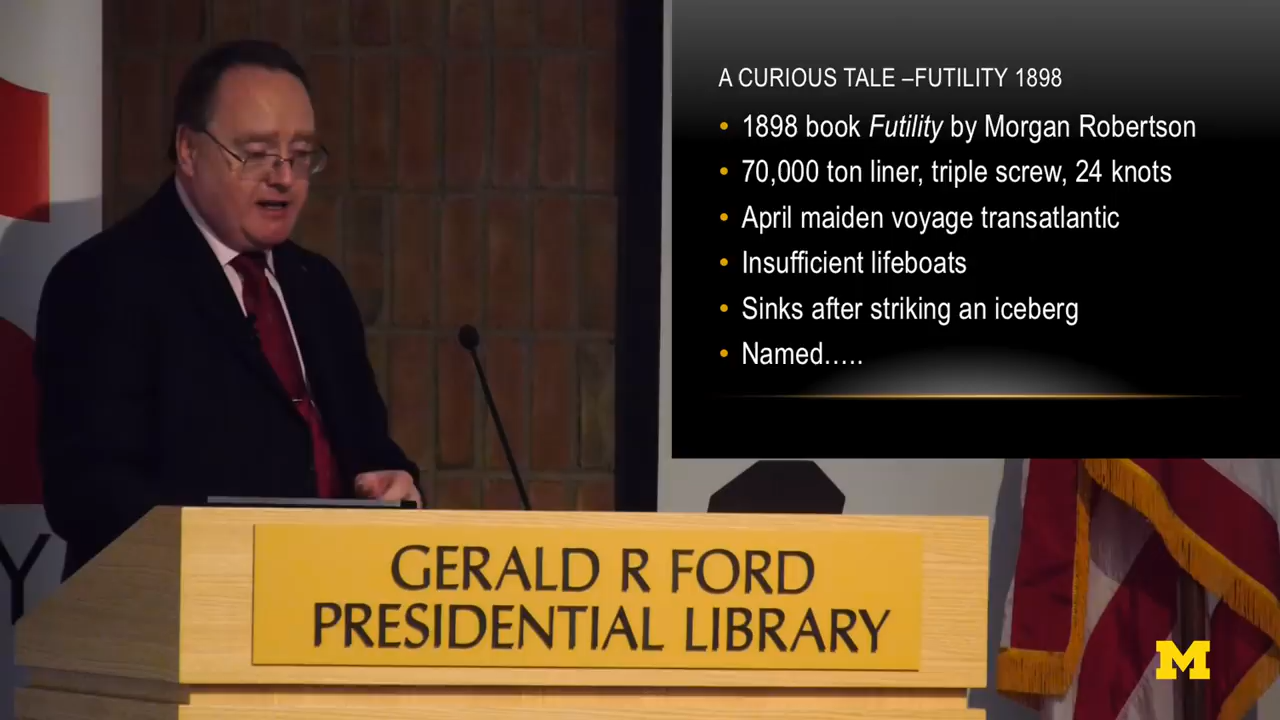 A CURIOUS TALE –FUTILITY 1898
• 1898 book Futility by Morgan Robertson
• 70,000 ton liner, triple screw, 24 knots
• April maiden voyage transatlantic
• Insufficient lifeboats
• Sinks after striking an iceberg
• Named…..
GERALD R FORD
PRESIDENTIAL LIBRARY
Y
M